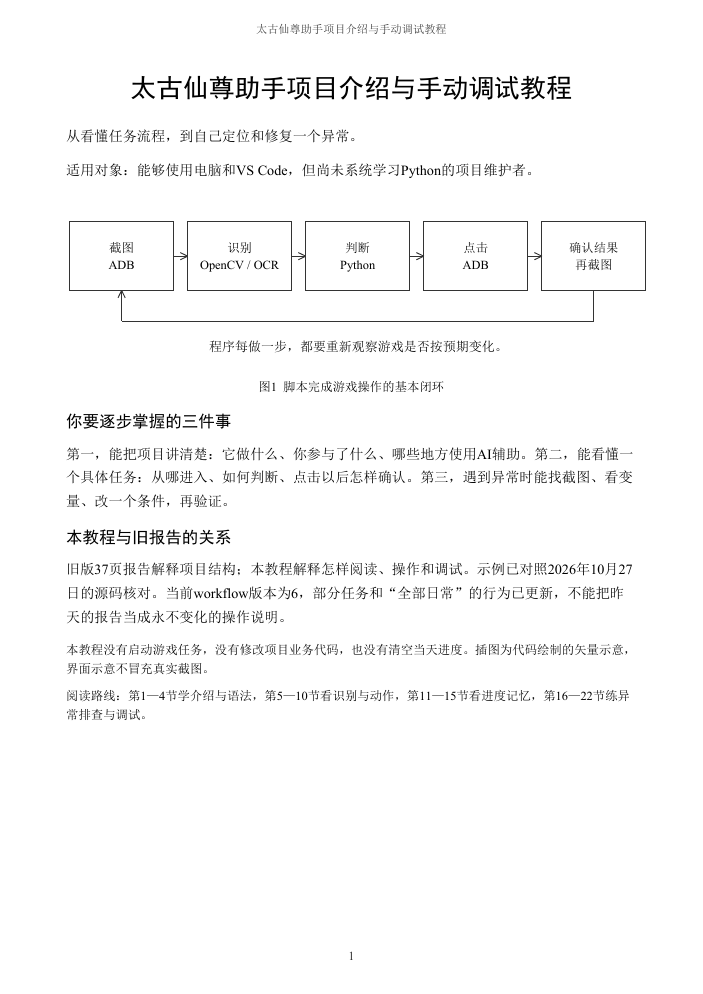 太古仙尊助手项目介绍与手动调试教程
太古仙尊助手项目介绍与手动调试教程
从看懂任务流程，到自己定位和修复一个异常。
适用对象：能够使用电脑和VS Code，但尚未系统学习Python的项目维护者。
截图
ADB
识别
OpenCV / OCR
判断
Python
点击
ADB
确认结果
再截图
程序每做一步，都要重新观察游戏是否按预期变化。
图1 脚本完成游戏操作的基本闭环
你要逐步掌握的三件事
第一，能把项目讲清楚：它做什么、你参与了什么、哪些地方使用AI辅助。第二，能看懂一
个具体任务：从哪进入、如何判断、点击以后怎样确认。第三，遇到异常时能找截图、看变
量、改一个条件，再验证。
本教程与旧报告的关系
旧版37页报告解释项目结构；本教程解释怎样阅读、操作和调试。示例已对照2026年10月27
日的源码核对。当前workflow版本为6，部分任务和“全部日常”的行为已更新，不能把昨
天的报告当成永不变化的操作说明。
本教程没有启动游戏任务，没有修改项目业务代码，也没有清空当天进度。插图为代码绘制的矢量示意，
界面示意不冒充真实截图。
阅读路线：第1—4节学介绍与语法，第5—10节看识别与动作，第11—15节看进度记忆，第16—22节练异
常排查与调试。
1